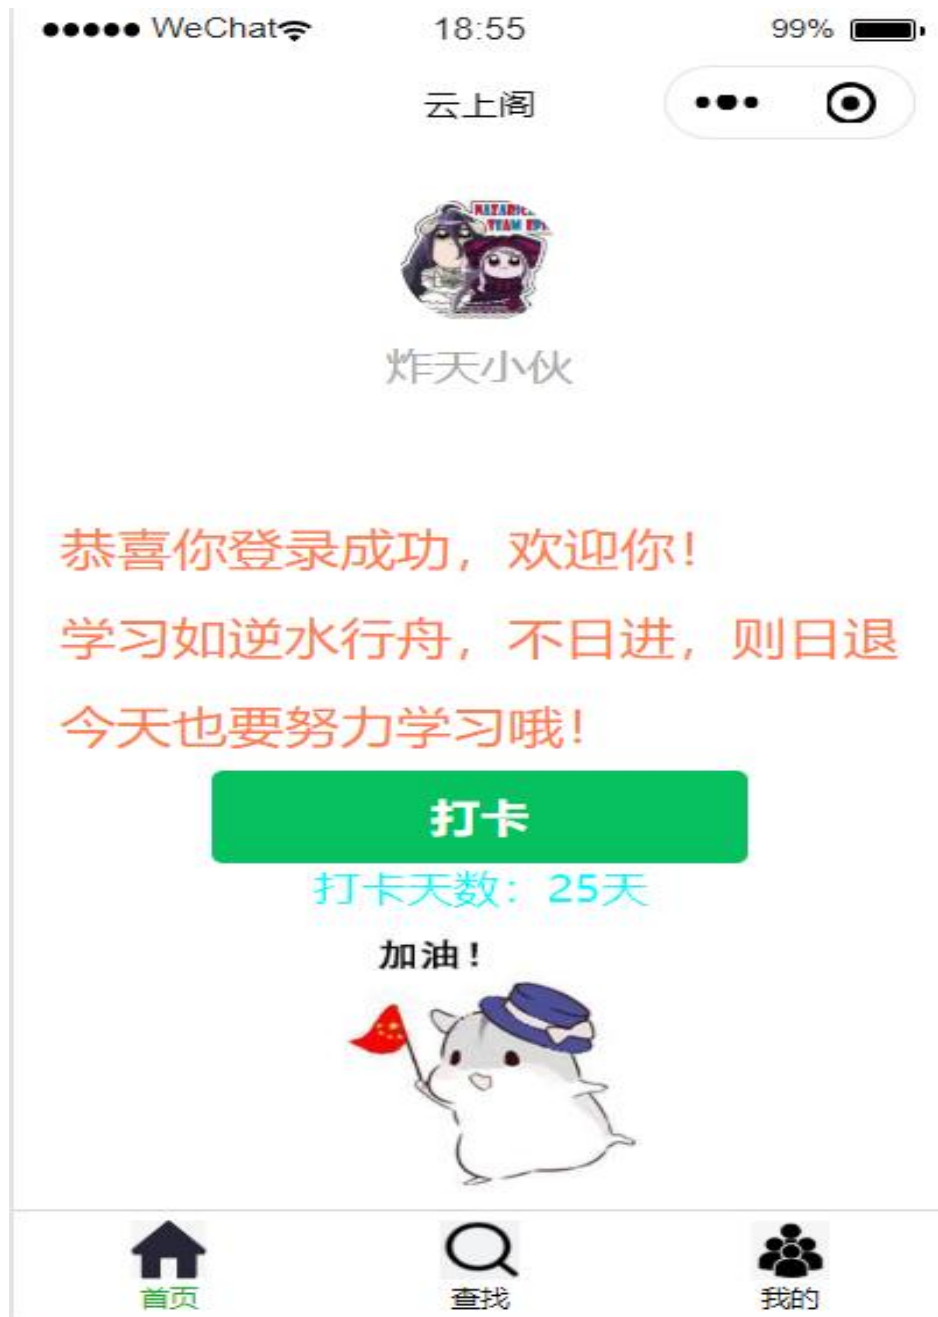 WeChat 18:55 99%
云上阁
TEAM
炸天小伙
恭喜你登录成功，欢迎你！
学习如逆水行舟，不日进，则日退
今天也要努力学习哦！
打卡
打卡天数：25天
加油！
首页 查找 我的